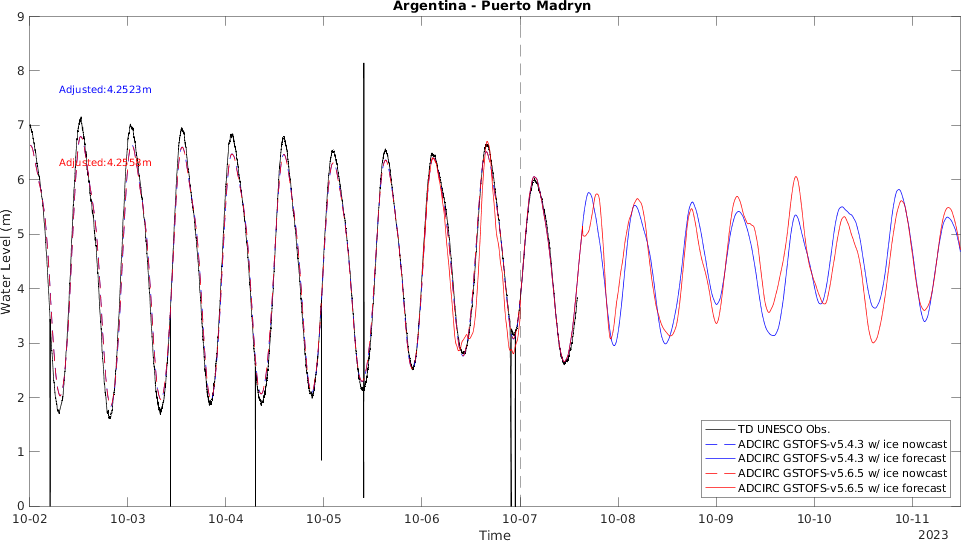 Argentina - Puerto Madryn
9
8
7
6
5
4
3
2
1
0
Water Level (m)
Adjusted:4.2523m
Adjusted:4.2553m
TD UNESCO Obs.
ADCIRC GSTOFS-v5.4.3 w/ ice nowcast
ADCIRC GSTOFS-v5.4.3 w/ ice forecast
ADCIRC GSTOFS-v5.6.5 w/ ice nowcast
ADCIRC GSTOFS-v5.6.5 w/ ice forecast
10-02 10-03 10-04 10-05 10-06 10-07 10-08 10-09 10-10 10-11
Time
2023